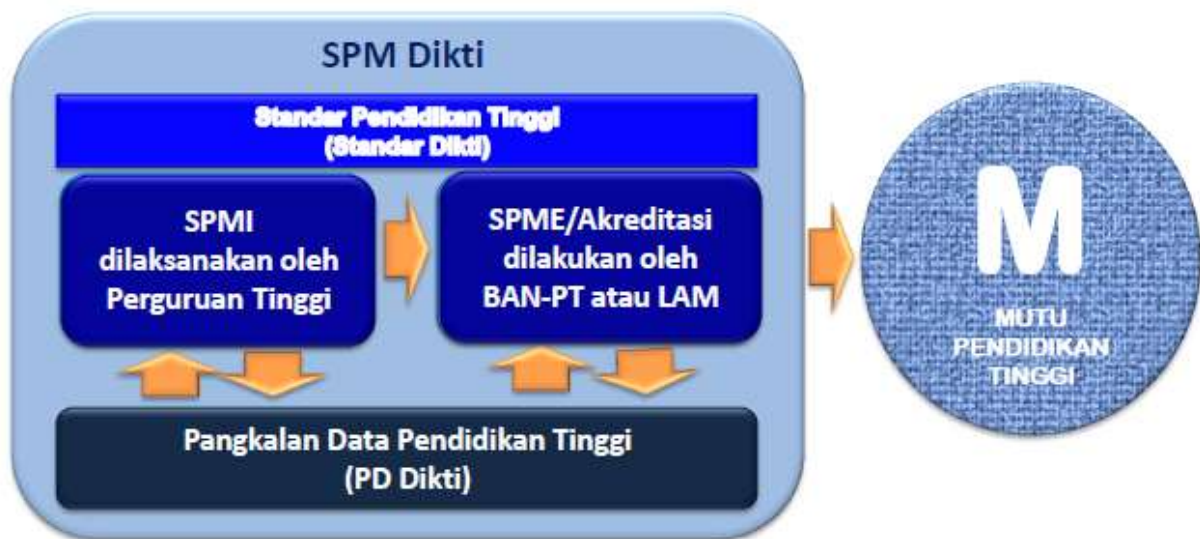 SPM Dikti
Standar Pendidikan Tinggi
(Standar Dikti)
SPMI
dilaksanakan oleh
Perguruan Tinggi
SPME/Akreditasi
dilakukan oleh
BAN-PT atau LAM
Pangkalan Data Pendidikan Tinggi
(PD Dikti)
M
MUTU
PENDIDIKAN
TINGGI